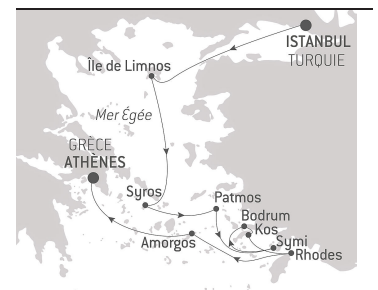 ISTANBUL
TURQUIE
Île de Limnos
Mer Égée
GRÈCE
ATHÈNES
Syros
Patmos
Bodrum
Kos
Amorgos
Symi
Rhodes